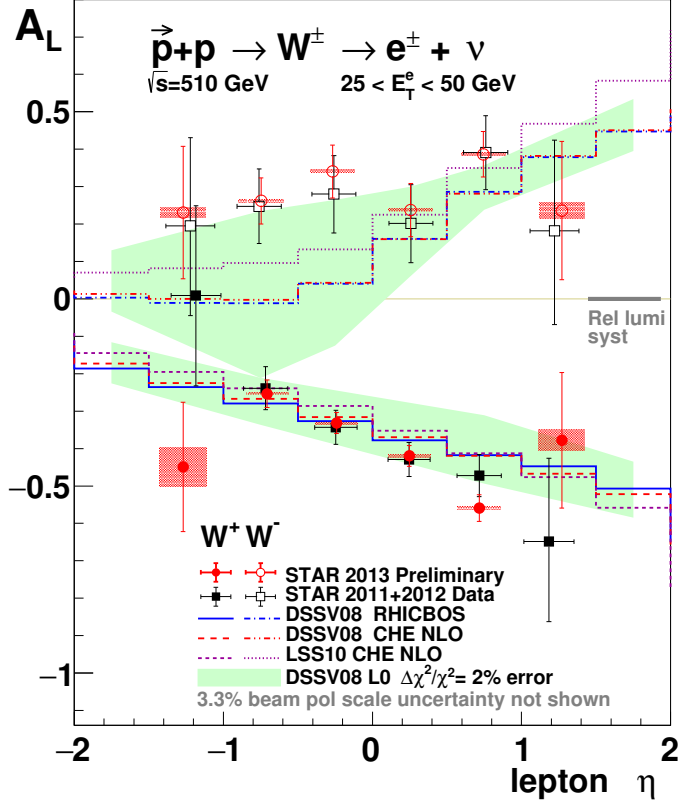 A_L
p+p → W± → e± + ν
√s=510 GeV 25 < E_T^e < 50 GeV
0.5
0
Rel lumi
syst
−0.5
W+ W-
STAR 2013 Preliminary
STAR 2011+2012 Data
DSSV08 RHICBOS
DSSV08 CHE NLO
LSS10 CHE NLO
DSSV08 L0 Δχ²/χ²= 2% error
3.3% beam pol scale uncertainty not shown
−1
−2 −1 0 1 2
lepton η